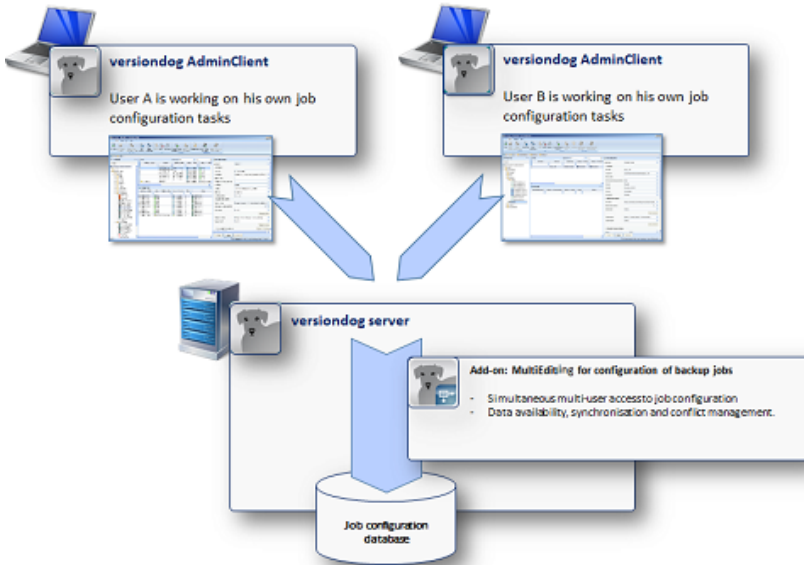 versiondog AdminClient
User A is working on his own job
configuration tasks
versiondog AdminClient
User B is working on his own job
configuration tasks
versiondog server
Add-on: MultiEditing for configuration of backup jobs
- Simultaneous multi-user accessto job configuration
- Data availability, synchronisation and conflict management.
Job configuration
database